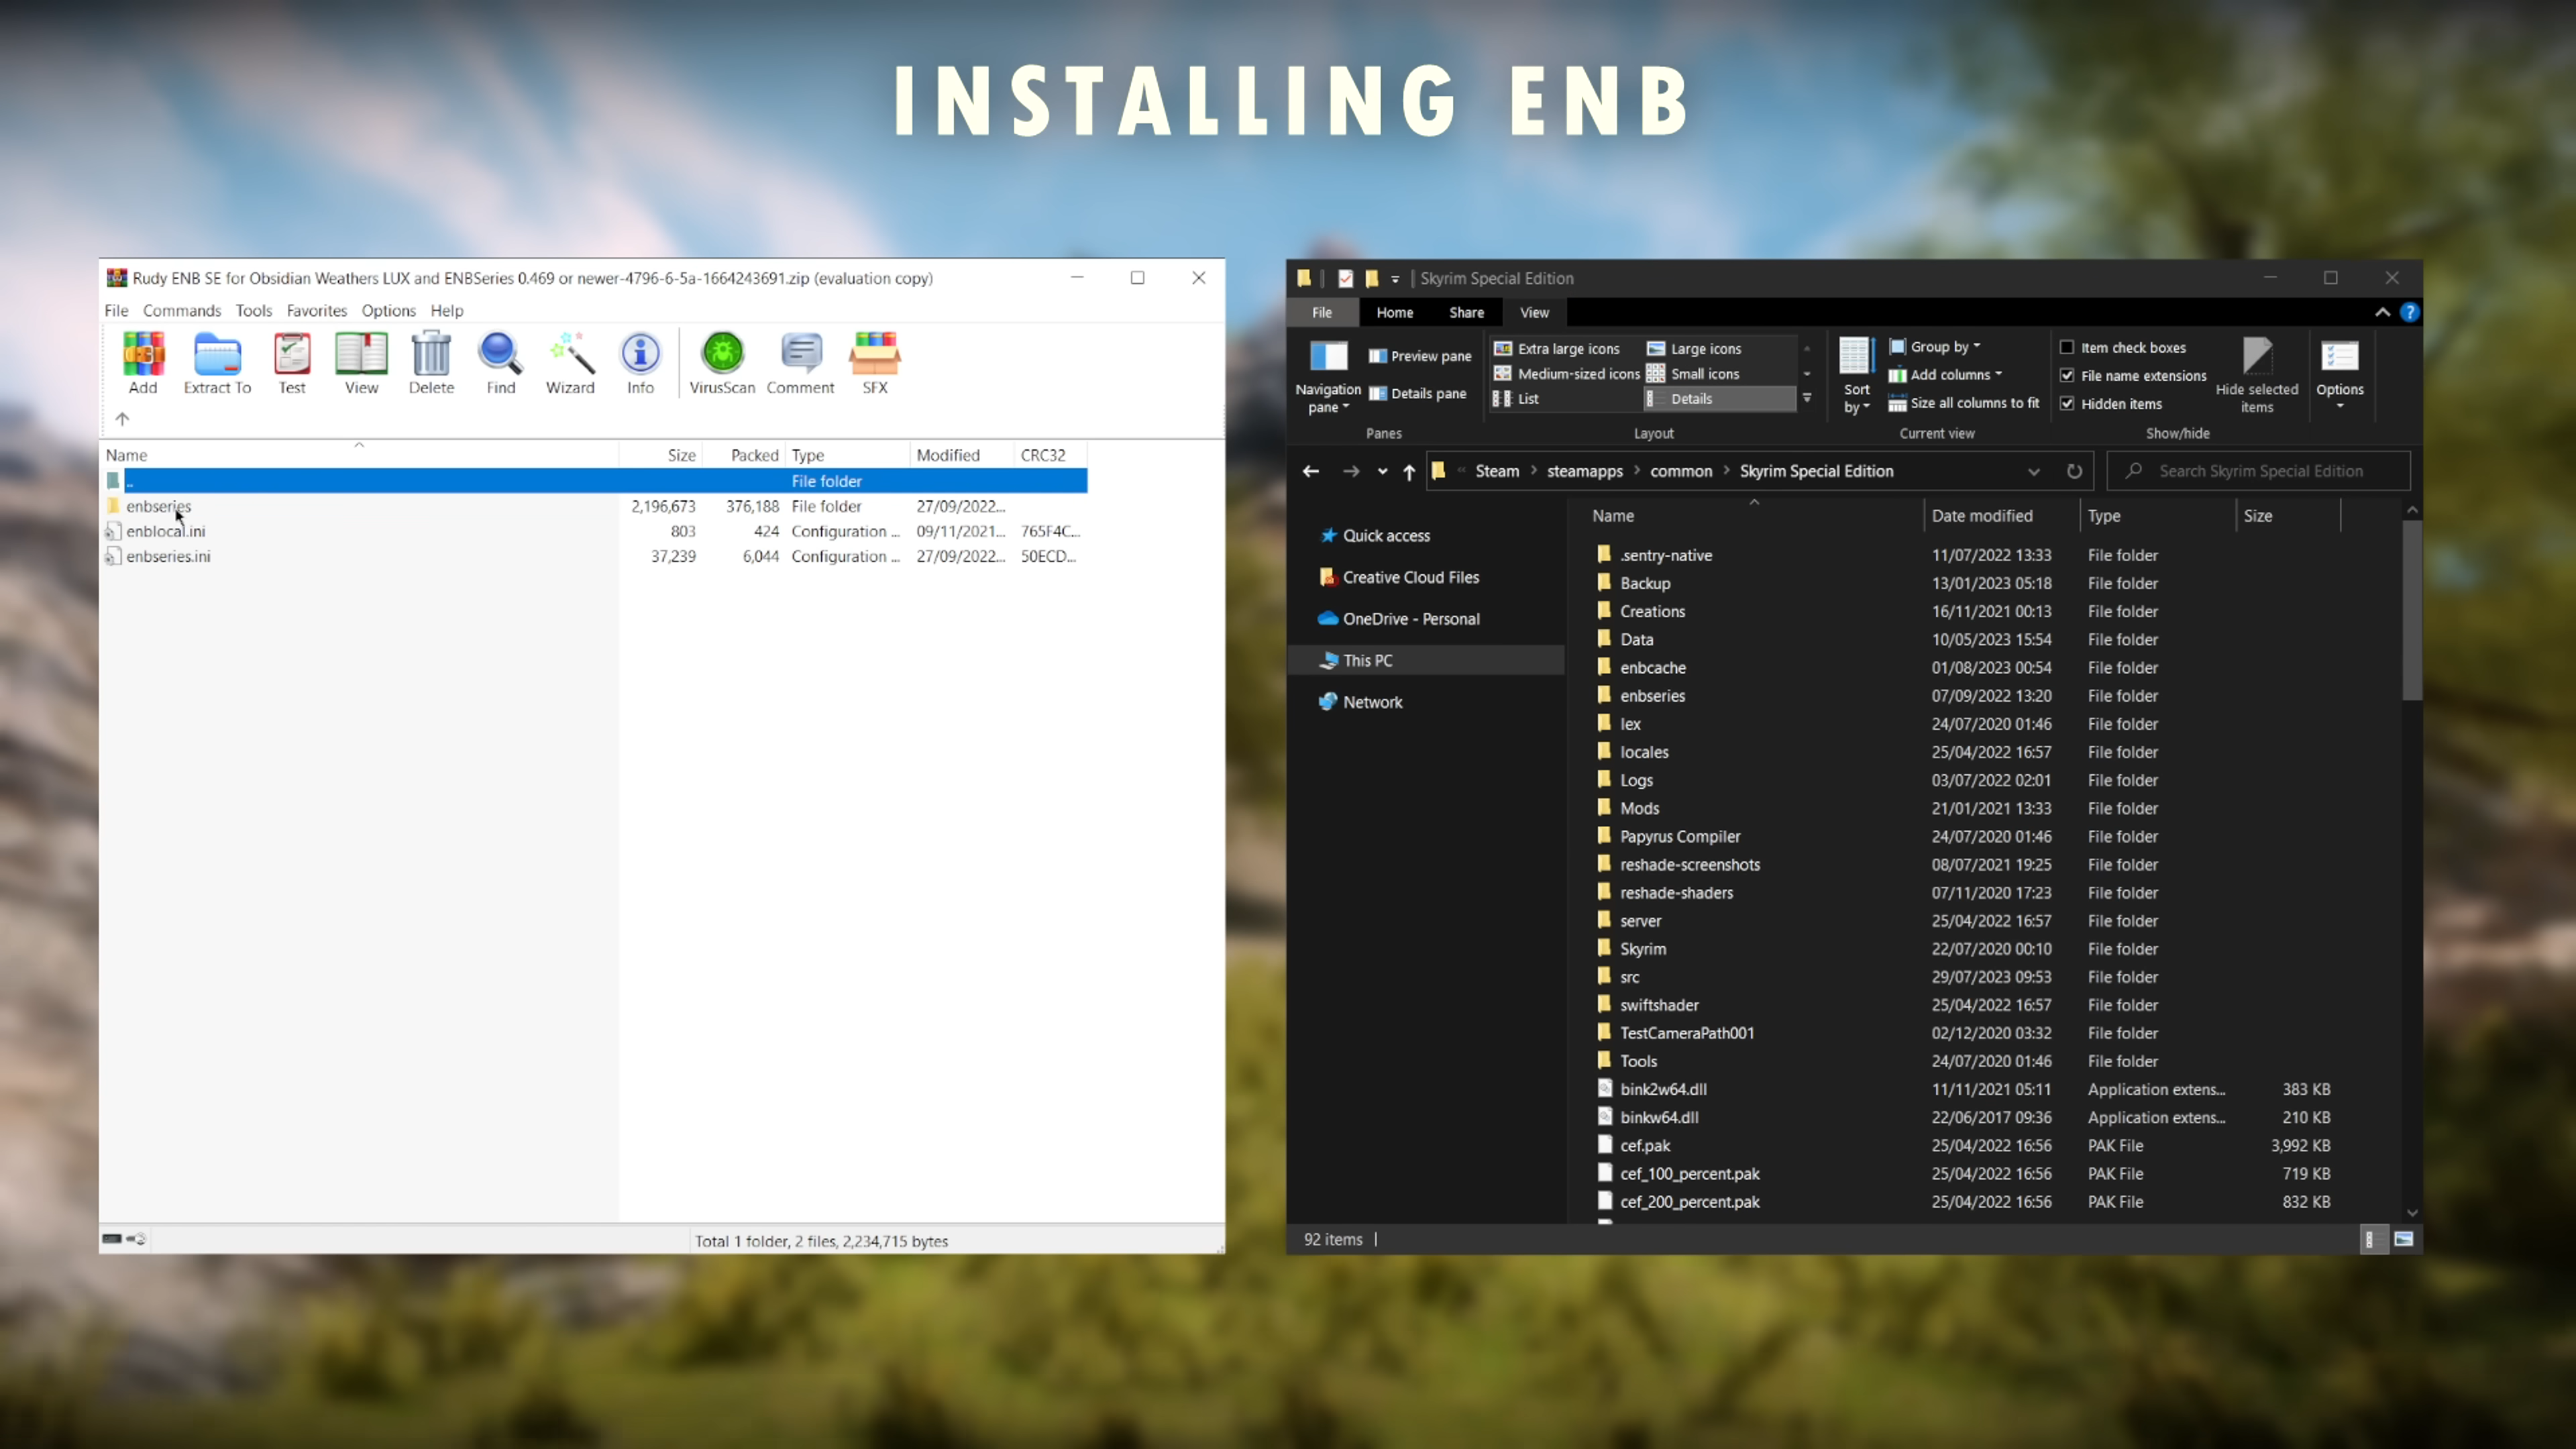 INSTALLING ENB
Rudy ENB SE for Obsidian Weathers LUX and ENBSeries 0.469 or newer-4796-6-5a-1664243691.zip (evaluation copy)
File Commands Tools Favorites Options Help
Add Extract To Test View Delete Find Wizard Info VirusScan Comment SFX
Name Size Packed Type Modified CRC32
.. File folder
enbseries 2,196,673 376,188 File folder 27/09/2022...
enblocal.ini 803 424 Configuration ... 09/11/2021... 765F4C...
enbseries.ini 37,239 6,044 Configuration ... 27/09/2022... 50ECD...
Total 1 folder, 2 files, 2,234,715 bytes
Skyrim Special Edition
File Home Share View
Navigation pane Preview pane Details pane
Extra large icons Large icons
Medium-sized icons Small icons
List Details
Sort by Group by Add columns Size all columns to fit
Item check boxes
File name extensions
Hidden items
Hide selected items
Options
Panes Layout Current view Show/hide
« Steam > steamapps > common > Skyrim Special Edition
Search Skyrim Special Edition
Quick access
Creative Cloud Files
OneDrive - Personal
This PC
Network
Name Date modified Type Size
.sentry-native 11/07/2022 13:33 File folder
Backup 13/01/2023 05:18 File folder
Creations 16/11/2021 00:13 File folder
Data 10/05/2023 15:54 File folder
enbcache 01/08/2023 00:54 File folder
enbseries 07/09/2022 13:20 File folder
lex 24/07/2020 01:46 File folder
locales 25/04/2022 16:57 File folder
Logs 03/07/2022 02:01 File folder
Mods 21/01/2021 13:33 File folder
Papyrus Compiler 24/07/2020 01:46 File folder
reshade-screenshots 08/07/2021 19:25 File folder
reshade-shaders 07/11/2020 17:23 File folder
server 25/04/2022 16:57 File folder
Skyrim 22/07/2020 00:10 File folder
src 29/07/2023 09:53 File folder
swiftshader 25/04/2022 16:57 File folder
TestCameraPath001 02/12/2020 03:32 File folder
Tools 24/07/2020 01:46 File folder
bink2w64.dll 11/11/2021 05:11 Application extens... 383 KB
binkw64.dll 22/06/2017 09:36 Application extens... 210 KB
cef.pak 25/04/2022 16:56 PAK File 3,992 KB
cef_100_percent.pak 25/04/2022 16:56 PAK File 719 KB
cef_200_percent.pak 25/04/2022 16:56 PAK File 832 KB
92 items